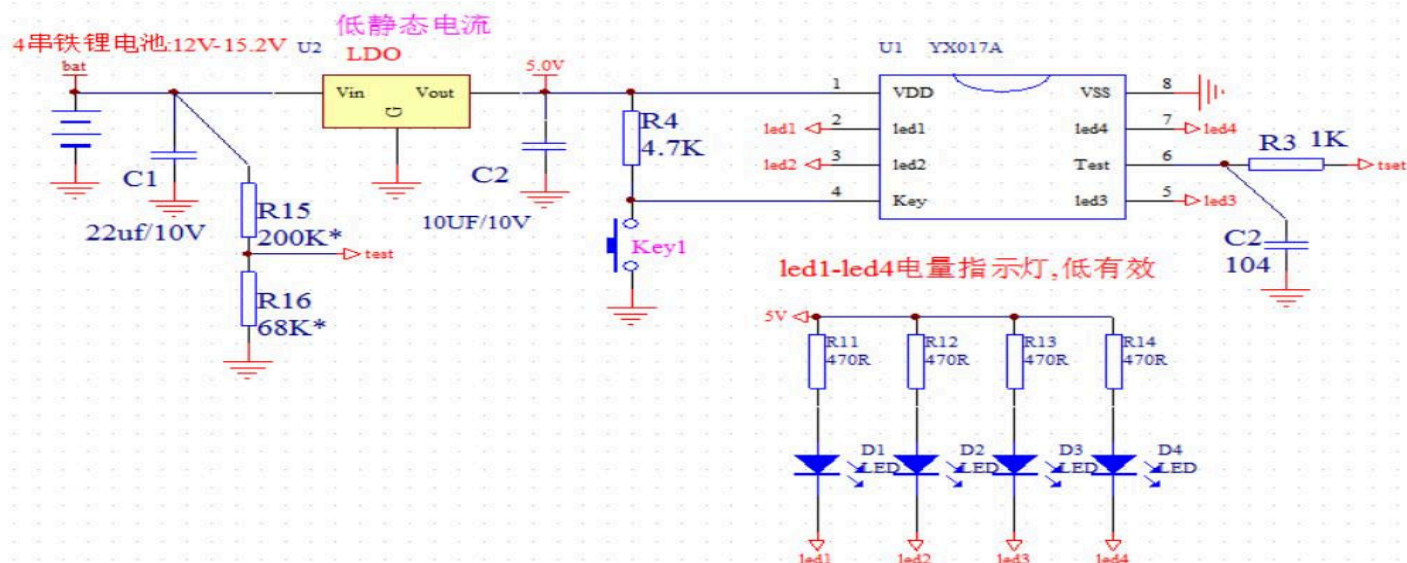 低静态电流
4串铁锂电池:12V-15.2V
U2
LDO
U1 YX017A
bat
5.0V
Vin
Vout
G
1
VDD
VSS
8
led1
2
led1
led4
7
led4
led2
3
led2
Test
6
R3 1K
tset
4
Key
led3
5
led3
R4
4.7K
C1
22uf/10V
C2
10UF/10V
R15
200K*
test
R16
68K*
Key1
C2
104
led1-led4电量指示灯,低有效
5V
R11
470R
R12
470R
R13
470R
R14
470R
D1
LED
D2
LED
D3
LED
D4
LED
led1
led2
led3
led4